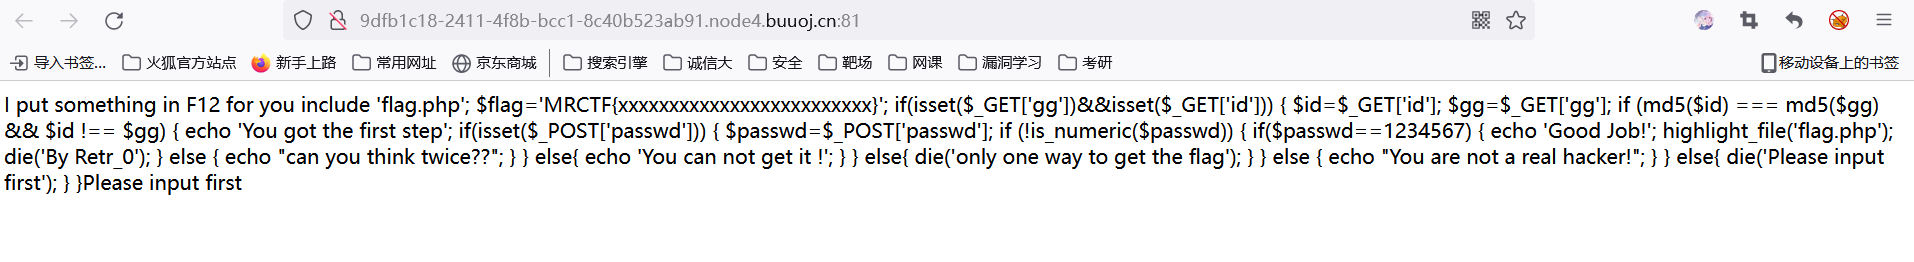 9dfb1c18-2411-4f8b-bcc1-8c40b523ab91.node4.buuoj.cn:81
导入书签... 火狐官方站点 新手上路 常用网址 京东商城 搜索引擎 诚信大 安全 靶场 网课 漏洞学习 考研 移动设备上的书签
I put something in F12 for you include 'flag.php'; $flag='MRCTF{xxxxxxxxxxxxxxxxxxxxxxxxx}'; if(isset($_GET['gg'])&&isset($_GET['id'])) { $id=$_GET['id']; $gg=$_GET['gg']; if (md5($id) === md5($gg)
&& $id !== $gg) { echo 'You got the first step'; if(isset($_POST['passwd'])) { $passwd=$_POST['passwd']; if (!is_numeric($passwd)) { if($passwd==1234567) { echo 'Good Job!'; highlight_file('flag.php');
die('By Retr_0'); } else { echo "can you think twice??"; } } else{ echo 'You can not get it !'; } } else{ die('only one way to get the flag'); } } else { echo "You are not a real hacker!"; } } else{ die('Please input
first'); } }Please input first